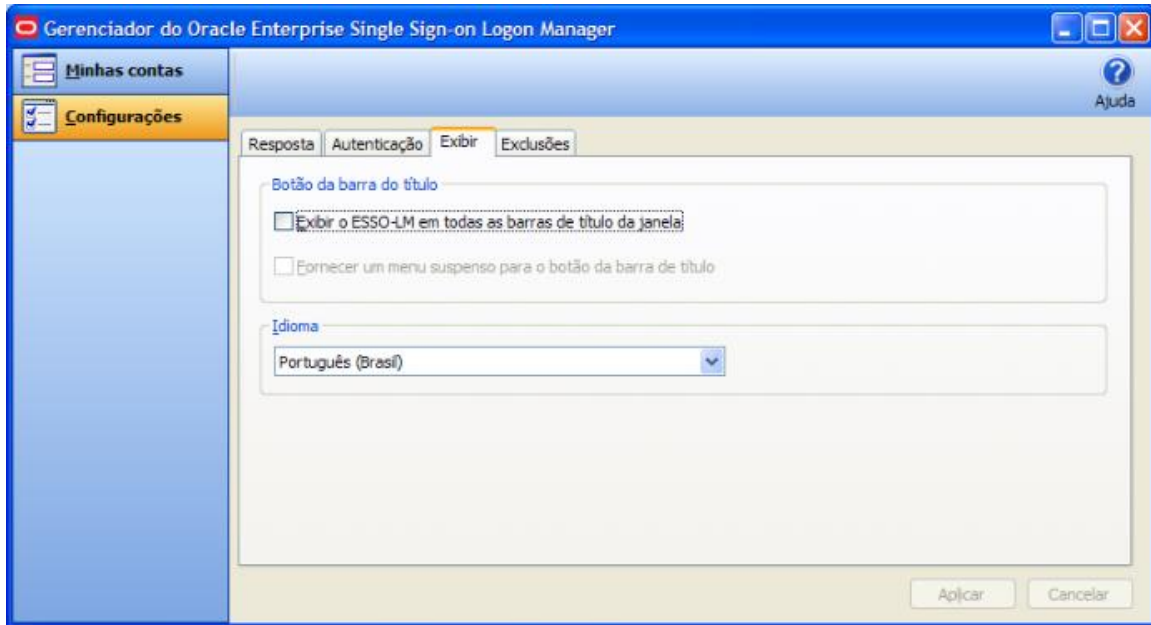 Gerenciador do Oracle Enterprise Single Sign-on Logon Manager
Minhas contas
Configurações
Ajuda
Resposta Autenticação Exibir Exclusões
Botão da barra do título
Exibir o ESSO-LM em todas as barras de título da janela
Fornecer um menu suspenso para o botão da barra de título
Idioma
Português (Brasil)
Aplicar Cancelar